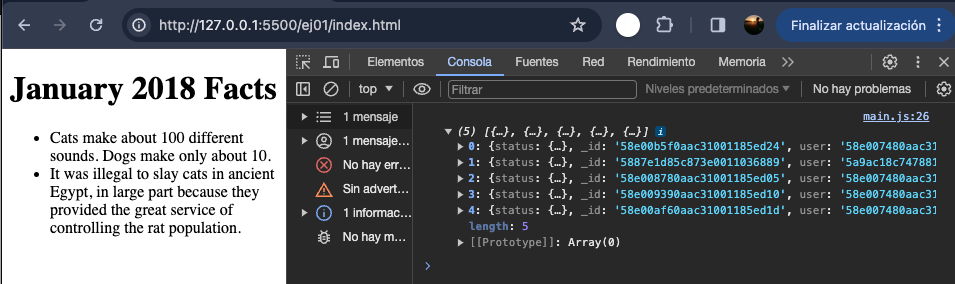 http://127.0.0.1:5500/ej01/index.html
Finalizar actualización
January 2018 Facts
Cats make about 100 different
sounds. Dogs make only about 10.
It was illegal to slay cats in ancient
Egypt, in large part because they
provided the great service of
controlling the rat population.
Elementos Consola Fuentes Red Rendimiento Memoria
top Filtrar Niveles predeterminados No hay problemas
1 mensaje
1 mensaje...
No hay err...
Sin advert...
1 informac...
No hay m...
main.js:26
(5) [{…}, {…}, {…}, {…}, {…}] i
0: {status: {…}, _id: '58e00b5f0aac31001185ed24', user: '58e007480aac31
1: {status: {…}, _id: '5887e1d85c873e0011036889', user: '5a9ac18c747881
2: {status: {…}, _id: '58e008780aac31001185ed05', user: '58e007480aac31
3: {status: {…}, _id: '58e009390aac31001185ed10', user: '58e007480aac31
4: {status: {…}, _id: '58e00af60aac31001185ed1d', user: '58e007480aac31
length: 5
[[Prototype]]: Array(0)